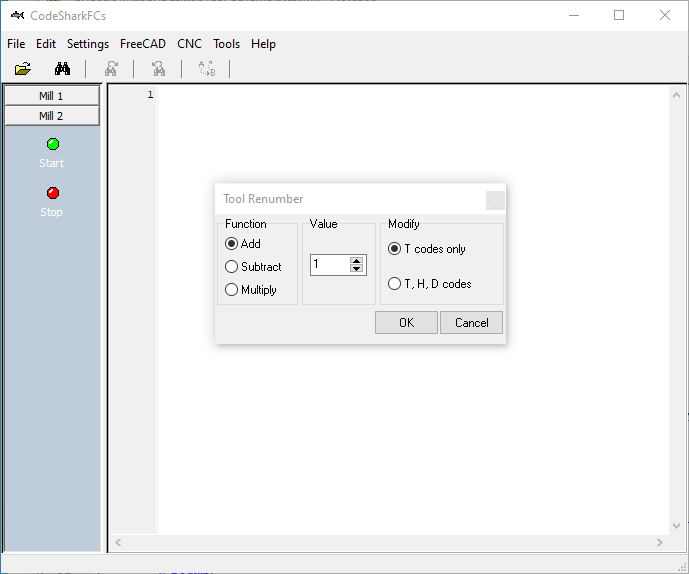 CodeSharkFCs
File Edit Settings FreeCAD CNC Tools Help
A B
Mill 1
Mill 2
Start
Stop
1
Tool Renumber
Function Value Modify
Add
Subtract
Multiply
1
T codes only
T, H, D codes
OK Cancel